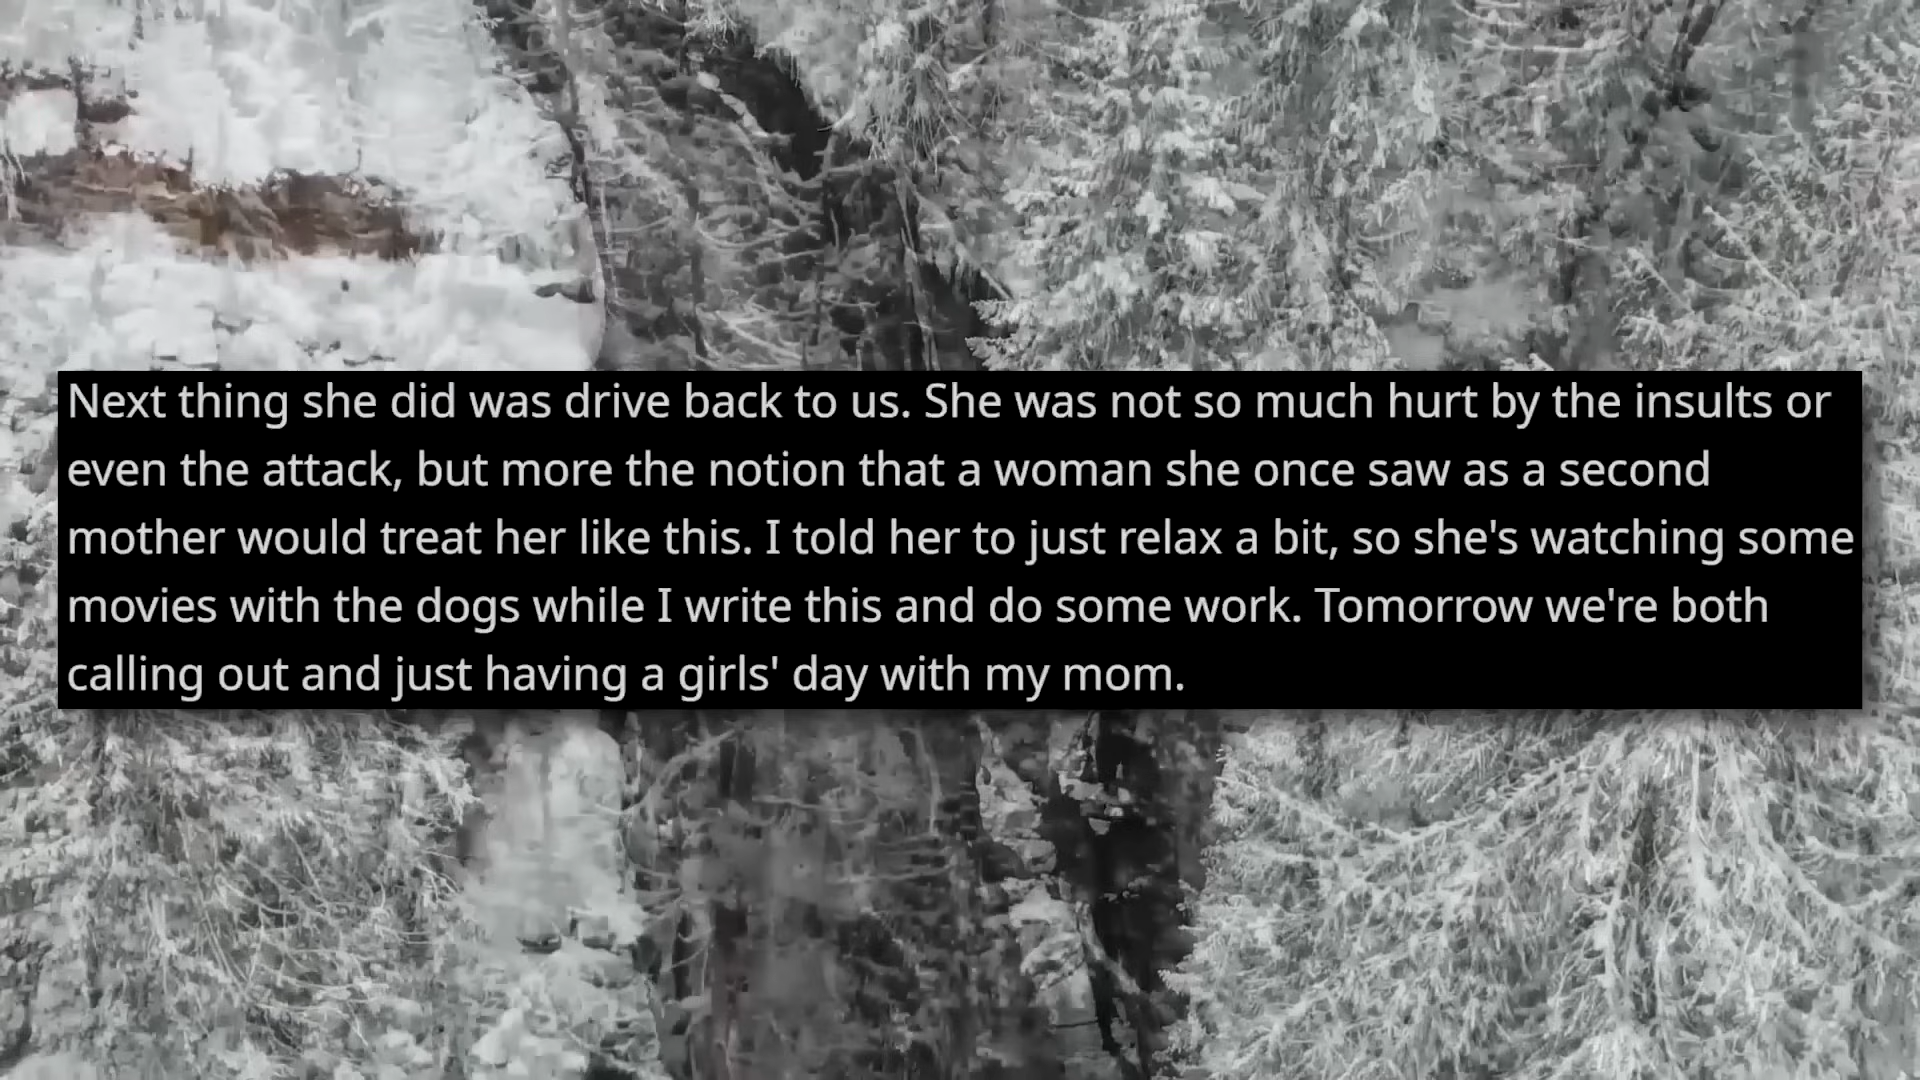 Next thing she did was drive back to us. She was not so much hurt by the insults or
even the attack, but more the notion that a woman she once saw as a second
mother would treat her like this. I told her to just relax a bit, so she's watching some
movies with the dogs while I write this and do some work. Tomorrow we're both
calling out and just having a girls' day with my mom.